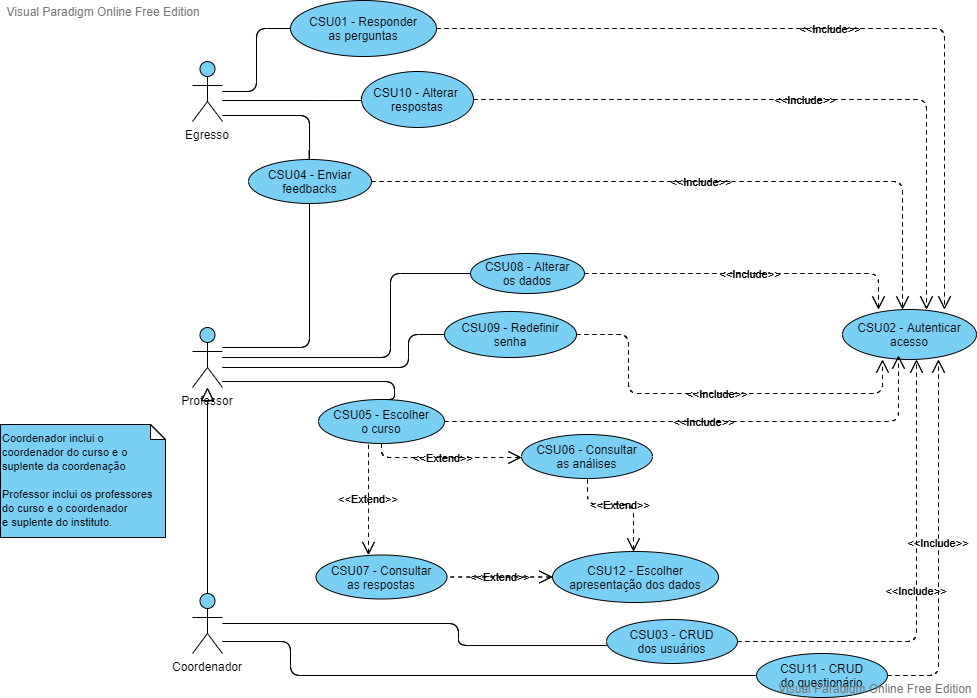 Visual Paradigm Online Free Edition
CSU01 - Responder
as perguntas
<<Include>>
CSU10 - Alterar
respostas
<<Include>>
Egresso
CSU04 - Enviar
feedbacks
<<Include>>
CSU08 - Alterar
os dados
<<Include>>
CSU09 - Redefinir
senha
CSU02 - Autenticar
acesso
Professor
<<Include>>
CSU05 - Escolher
o curso
<<Include>>
Coordenador inclui o
coordenador do curso e o
suplente da coordenação
Professor inclui os professores
do curso e o coordenador
e suplente do instituto.
<<Extend>>
CSU06 - Consultar
as análises
<<Extend>>
<<Extend>>
<<Include>>
CSU07 - Consultar
as respostas
<<Extend>>
CSU12 - Escolher
apresentação dos dados
<<Include>>
CSU03 - CRUD
dos usuários
Coordenador
CSU11 - CRUD
do questionário
Visual Paradigm Online Free Edition